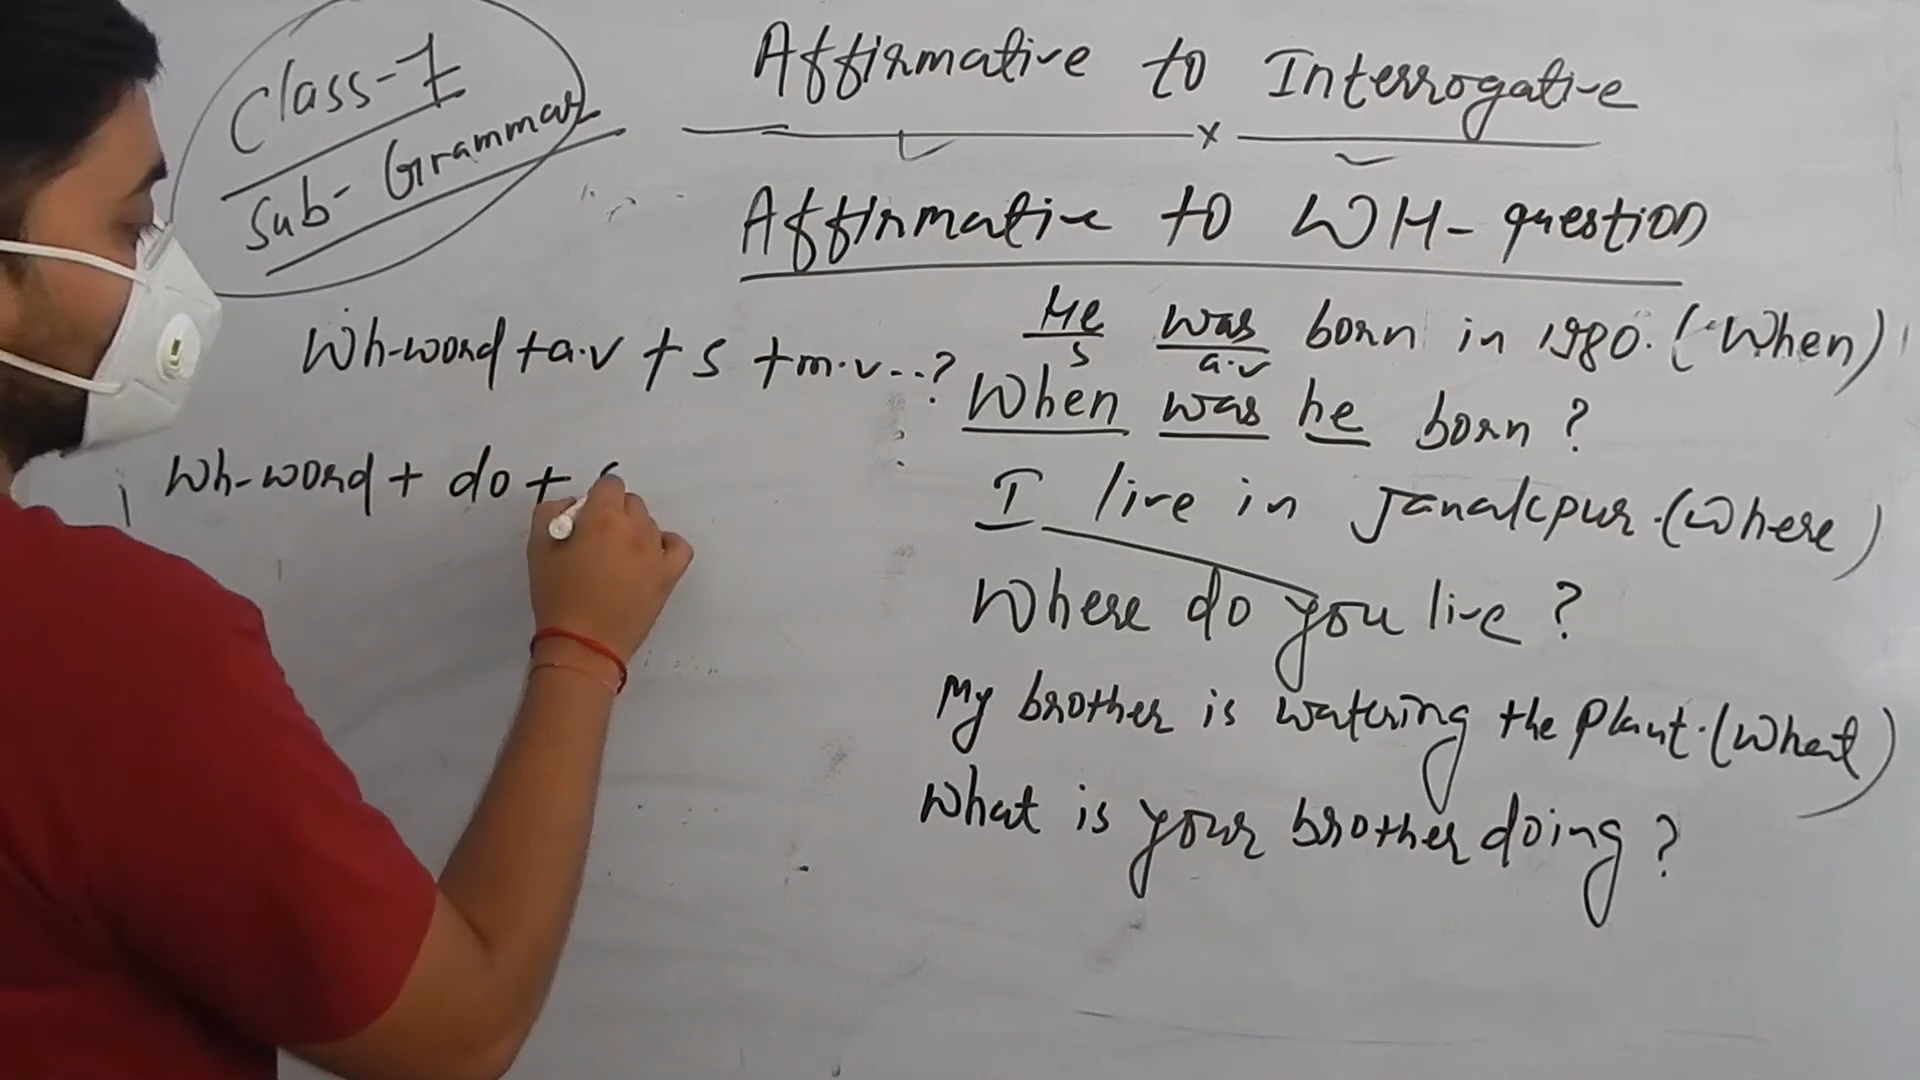 Class-7
Sub- Grammar
Affirmative to Interrogative
Affirmative to WH-question
Wh-word + a.v + s + m.v...?
Wh-word + do +
He was born in 1980. (When)
s a.v
When was he born ?
I live in Janakpur. (Where)
Where do you live ?
My brother is watering the plant. (What)
What is your brother doing ?